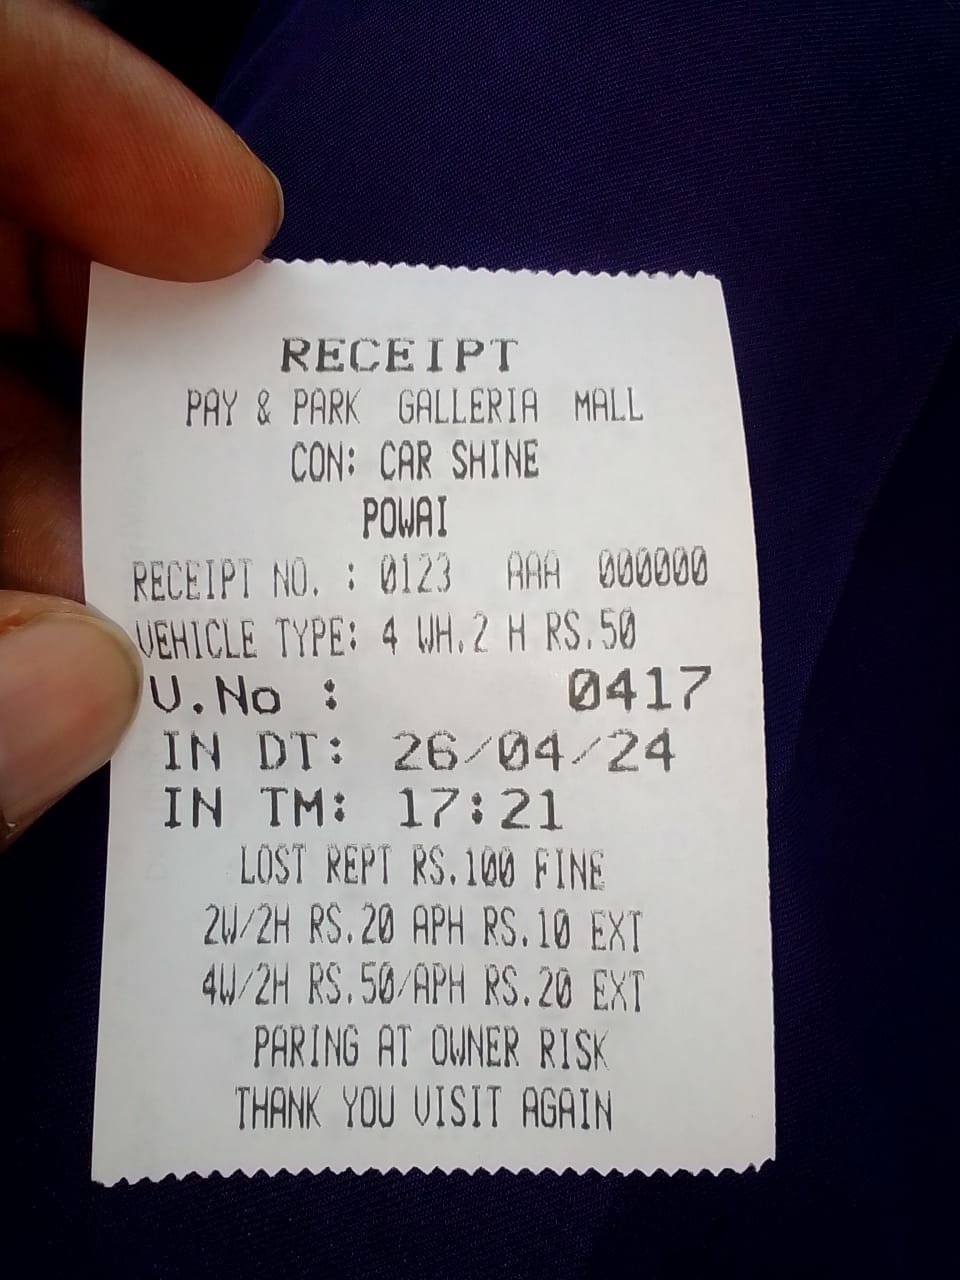 RECEIPT
PAY & PARK GALLERIA MALL
CON: CAR SHINE
POWAI
RECEIPT NO. : 0123 AAA 000000
VEHICLE TYPE: 4 WH.2 H RS.50
V.No : 0417
IN DT: 26/04/24
IN TM: 17:21
LOST REPT RS.100 FINE
2W/2H RS.20 APH RS.10 EXT
4W/2H RS.50/APH RS.20 EXT
PARING AT OWNER RISK
THANK YOU VISIT AGAIN